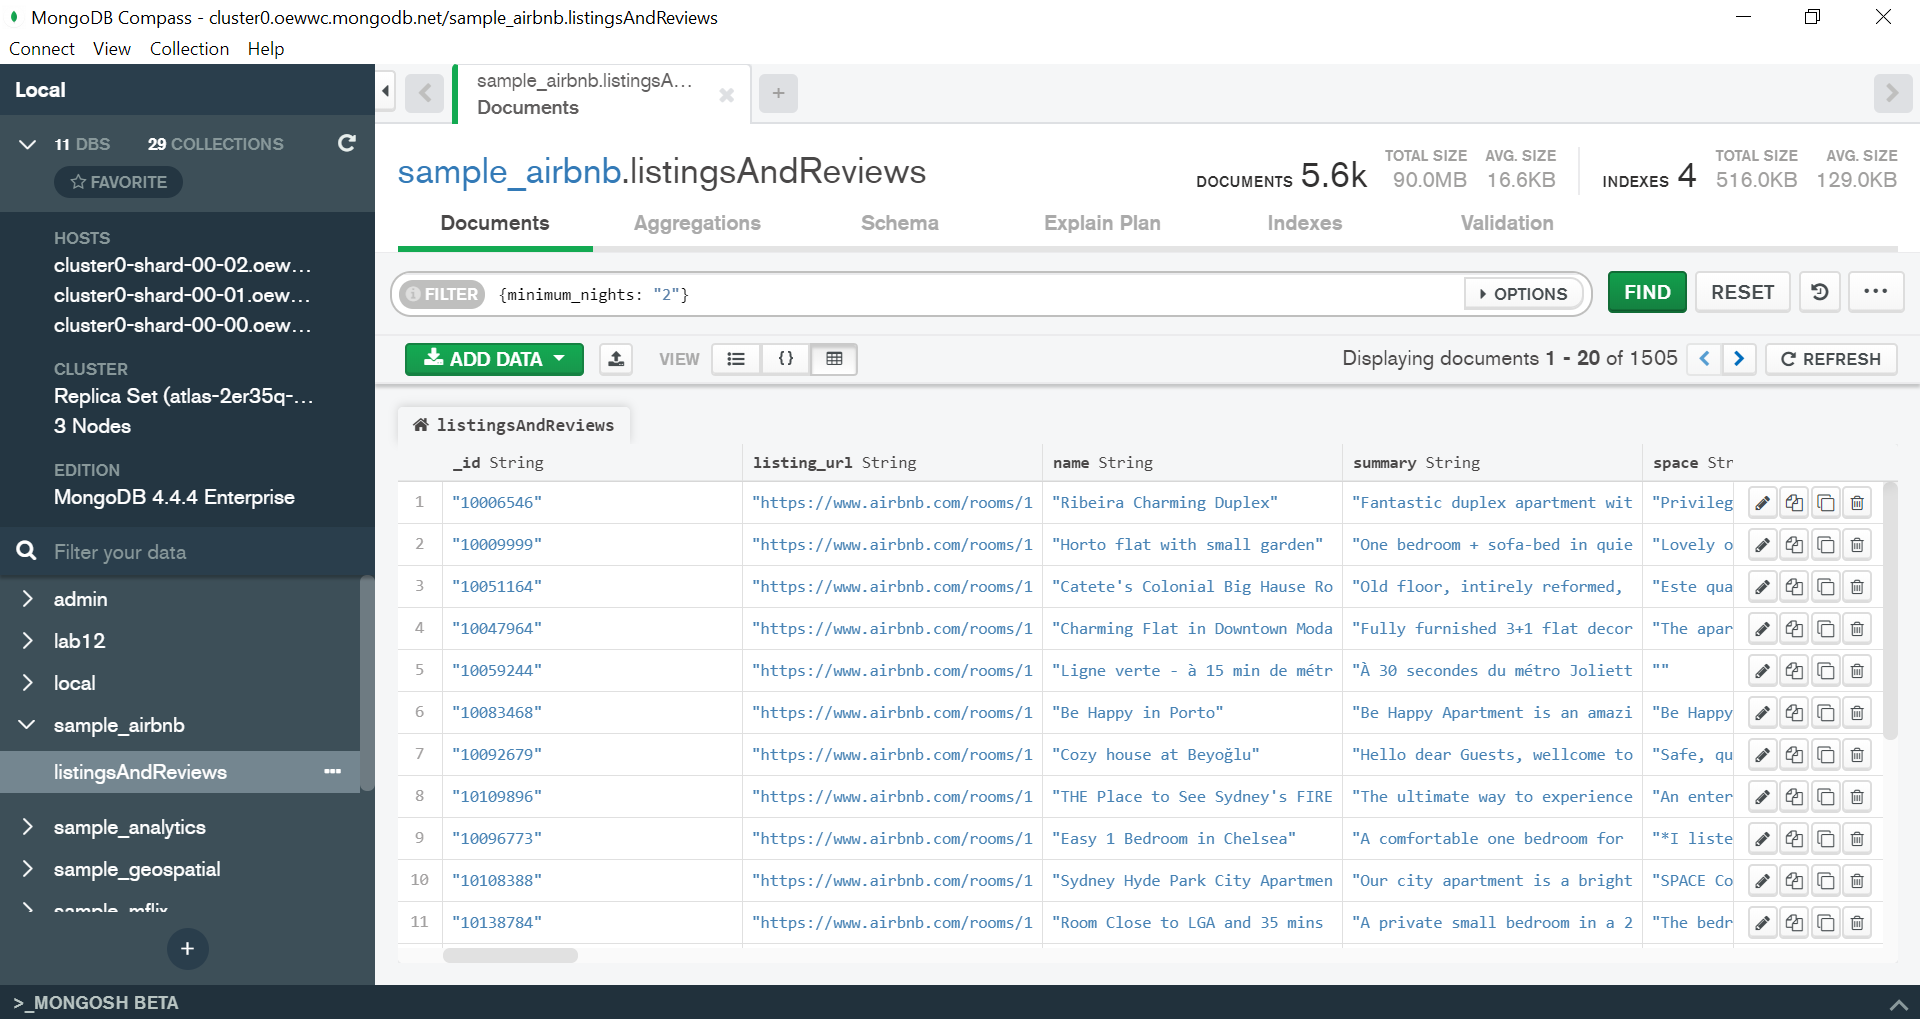 MongoDB Compass - cluster0.oewwc.mongodb.net/sample_airbnb.listingsAndReviews
Connect View Collection Help
Local
11 DBS 29 COLLECTIONS
FAVORITE
HOSTS
cluster0-shard-00-02.oew...
cluster0-shard-00-01.oew...
cluster0-shard-00-00.oew...
CLUSTER
Replica Set (atlas-2er35q-...
3 Nodes
EDITION
MongoDB 4.4.4 Enterprise
Filter your data
admin
lab12
local
sample_airbnb
listingsAndReviews
sample_analytics
sample_geospatial
sample_mflix
sample_airbnb.listingsA...
Documents
sample_airbnb.listingsAndReviews
DOCUMENTS 5.6k TOTAL SIZE 90.0MB AVG. SIZE 16.6KB INDEXES 4 TOTAL SIZE 516.0KB AVG. SIZE 129.0KB
Documents Aggregations Schema Explain Plan Indexes Validation
FILTER {minimum_nights: "2"} OPTIONS FIND RESET
ADD DATA VIEW {} Displaying documents 1 - 20 of 1505 REFRESH
listingsAndReviews
_id String listing_url String name String summary String space Str
1 "10006546" "https://www.airbnb.com/rooms/1 "Ribeira Charming Duplex" "Fantastic duplex apartment wit "Privileg
2 "10009999" "https://www.airbnb.com/rooms/1 "Horto flat with small garden" "One bedroom + sofa-bed in quie "Lovely o
3 "10051164" "https://www.airbnb.com/rooms/1 "Catete's Colonial Big Hause Ro "Old floor, intirely reformed, "Este qua
4 "10047964" "https://www.airbnb.com/rooms/1 "Charming Flat in Downtown Moda "Fully furnished 3+1 flat decor "The apar
5 "10059244" "https://www.airbnb.com/rooms/1 "Ligne verte - à 15 min de métr "À 30 secondes du métro Joliett ""
6 "10083468" "https://www.airbnb.com/rooms/1 "Be Happy in Porto" "Be Happy Apartment is an amazi "Be Happy
7 "10092679" "https://www.airbnb.com/rooms/1 "Cozy house at Beyoğlu" "Hello dear Guests, wellcome to "Safe, qu
8 "10109896" "https://www.airbnb.com/rooms/1 "THE Place to See Sydney's FIRE "The ultimate way to experience "An enter
9 "10096773" "https://www.airbnb.com/rooms/1 "Easy 1 Bedroom in Chelsea" "A comfortable one bedroom for "*I liste
10 "10108388" "https://www.airbnb.com/rooms/1 "Sydney Hyde Park City Apartmen "Our city apartment is a bright "SPACE Co
11 "10138784" "https://www.airbnb.com/rooms/1 "Room Close to LGA and 35 mins "A private small bedroom in a 2 "The bedr
>_MONGOSH BETA